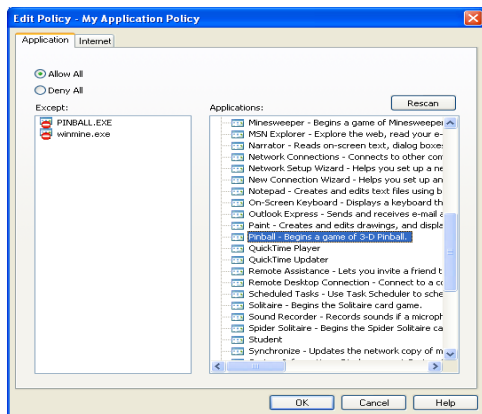 Edit Policy - My Application Policy
Application Internet
Allow All
Deny All
Except:
Applications:
Rescan
PINBALL.EXE
winmine.exe
Minesweeper - Begins a game of Minesweeper
MSN Explorer - Explore the web, read your e-
Narrator - Reads on-screen text, dialog boxes
Network Connections - Connects to other com
Network Setup Wizard - Helps you set up a ne
New Connection Wizard - Helps you set up an
Notepad - Creates and edits text files using b
On-Screen Keyboard - Displays a keyboard th
Outlook Express - Sends and receives e-mail a
Paint - Creates and edits drawings, and displa
Pinball - Begins a game of 3-D Pinball.
QuickTime Player
QuickTime Updater
Remote Assistance - Lets you invite a friend t
Remote Desktop Connection - Connect to a co
Scheduled Tasks - Use Task Scheduler to sche
Solitaire - Begins the Solitaire card game.
Sound Recorder - Records sounds if a microph
Spider Solitaire - Begins the Spider Solitaire ca
Student
Synchronize - Updates the network copy of m
OK Cancel Help